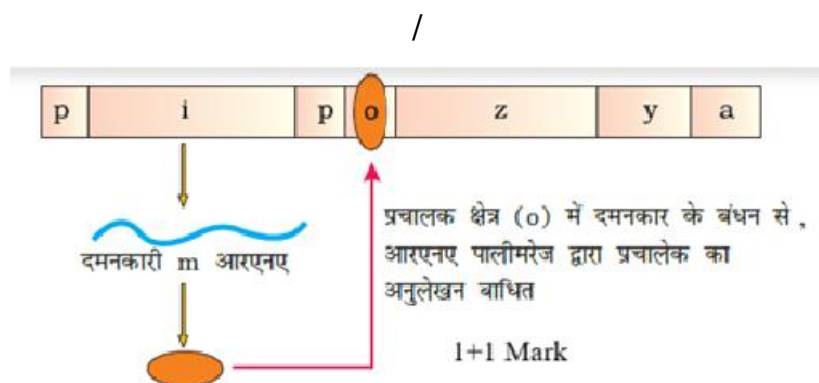 /
p i p o z y a
प्रचालक क्षेत्र (o) में दमनकार के बंधन से ,
आरएनए पालीमरेज द्वारा प्रचालेक का
अनुलेखन बाधित
दमनकारी m आरएनए
1+1 Mark